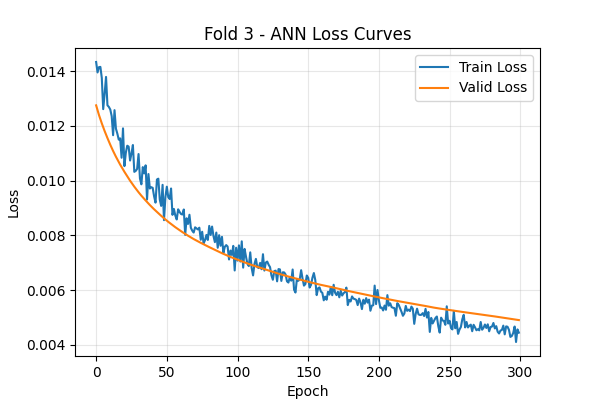 Fold 3 - ANN Loss Curves
Train Loss
Valid Loss
Loss
0.014
0.012
0.010
0.008
0.006
0.004
0 50 100 150 200 250 300
Epoch